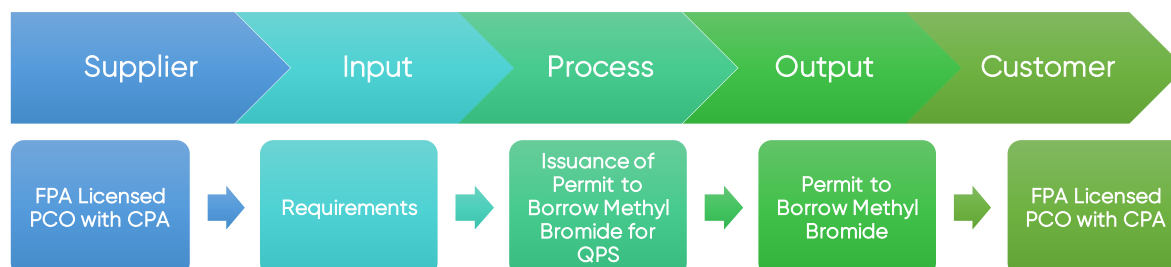 Supplier
Input
Process
Output
Customer
FPA Licensed
PCO with CPA
Requirements
Issuance of
Permit to
Borrow Methyl
Bromide for
QPS
Permit to
Borrow Methyl
Bromide
FPA Licensed
PCO with CPA